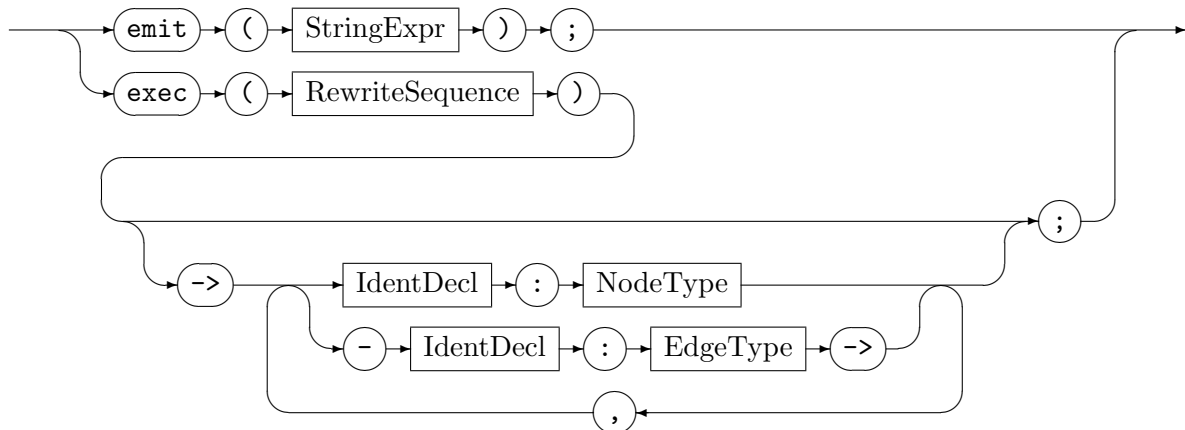 emit ( StringExpr ) ;
exec ( RewriteSequence )
;
-> IdentDecl : NodeType
- IdentDecl : EdgeType ->
,